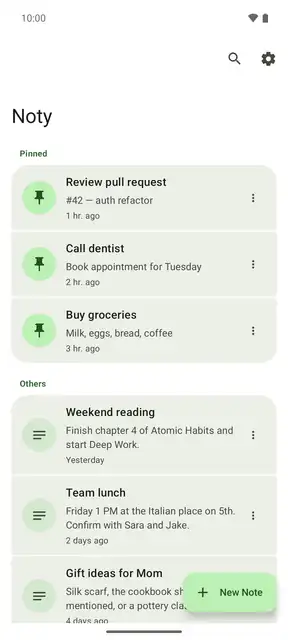 10:00
Noty
Pinned
Review pull request
#42 — auth refactor
1 hr. ago
Call dentist
Book appointment for Tuesday
2 hr. ago
Buy groceries
Milk, eggs, bread, coffee
3 hr. ago
Others
Weekend reading
Finish chapter 4 of Atomic Habits and
start Deep Work.
Yesterday
Team lunch
Friday 1 PM at the Italian place on 5th.
Confirm with Sara and Jake.
2 days ago
Gift ideas for Mom
Silk scarf, the cookbook
mentioned, or a pottery
4 days ago
New Note